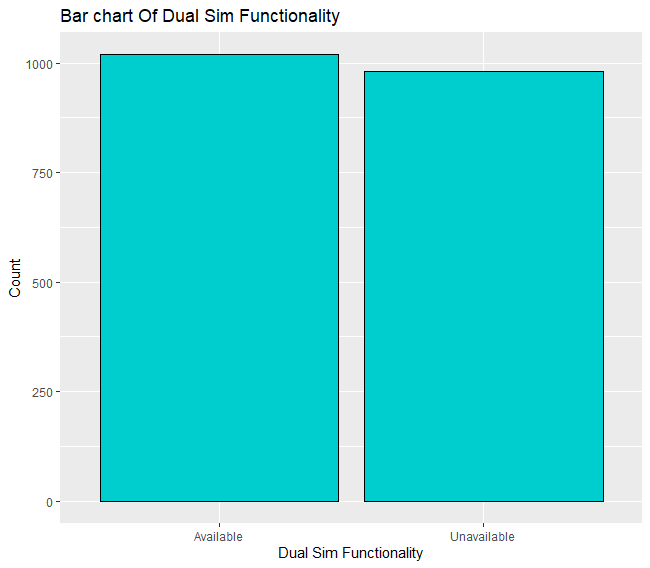 Bar chart Of Dual Sim Functionality
1000
750
500
250
0
Count
Available
Unavailable
Dual Sim Functionality